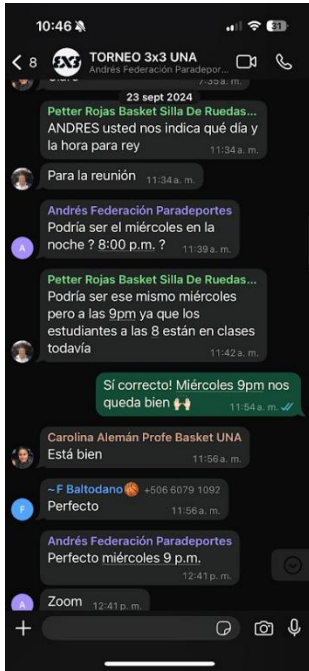 10:46
31
8
3X3
TORNEO 3x3 UNA
Andrés Federación Paradepor...
7:35 a. m.
23 sept 2024
Petter Rojas Basket Silla De Ruedas...
ANDRES usted nos indica qué día y
la hora para rey
11:34 a. m.
Para la reunión
11:34 a. m.
Andrés Federación Paradeportes
Podría ser el miércoles en la
noche ? 8:00 p.m. ?
11:39 a. m.
A
Petter Rojas Basket Silla De Ruedas...
Podría ser ese mismo miércoles
pero a las 9pm ya que los
estudiantes a las 8 están en clases
todavía
11:42 a. m.
Sí correcto! Miércoles 9pm nos
queda bien 🙌🏻
11:54 a. m.
Carolina Alemán Profe Basket UNA
Está bien
11:56 a. m.
~F Baltodano🏀 +506 6079 1092
Perfecto
11:56 a. m.
F
Andrés Federación Paradeportes
Perfecto miércoles 9 p.m.
12:41 p. m.
A
Zoom
12:41 p. m.